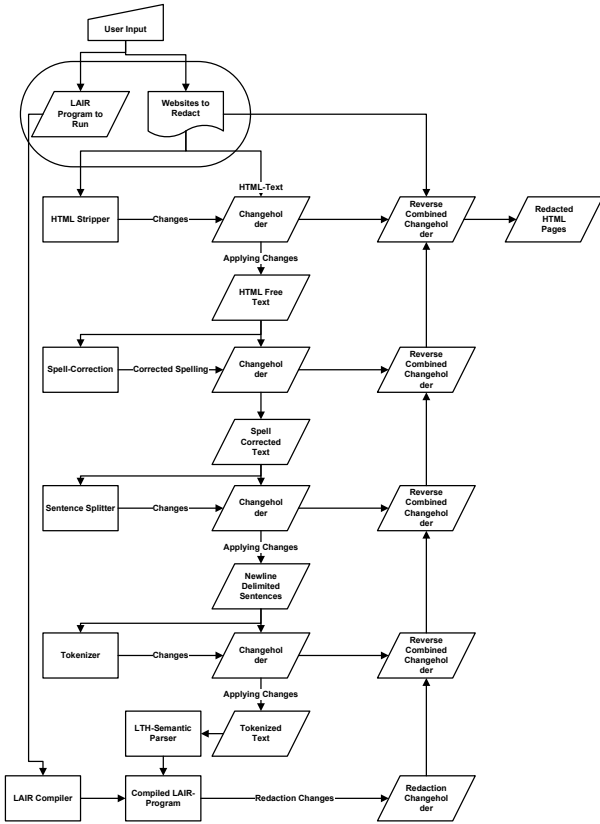 User Input
LAIR
Program to
Run
Websites to
Redact
HTML-Text
HTML Stripper
Changes
Changehol
der
Reverse
Combined
Changehol
der
Redacted
HTML
Pages
Applying Changes
HTML Free
Text
Spell-Correction
Corrected Spelling
Changehol
der
Reverse
Combined
Changehol
der
Spell
Corrected
Text
Sentence Splitter
Changes
Changehol
der
Reverse
Combined
Changehol
der
Applying Changes
Newline
Delimited
Sentences
Tokenizer
Changes
Changehol
der
Reverse
Combined
Changehol
der
Applying Changes
LTH-Semantic
Parser
Tokenized
Text
LAIR Compiler
Compiled LAIR-
Program
Redaction Changes
Redaction
Changehol
der